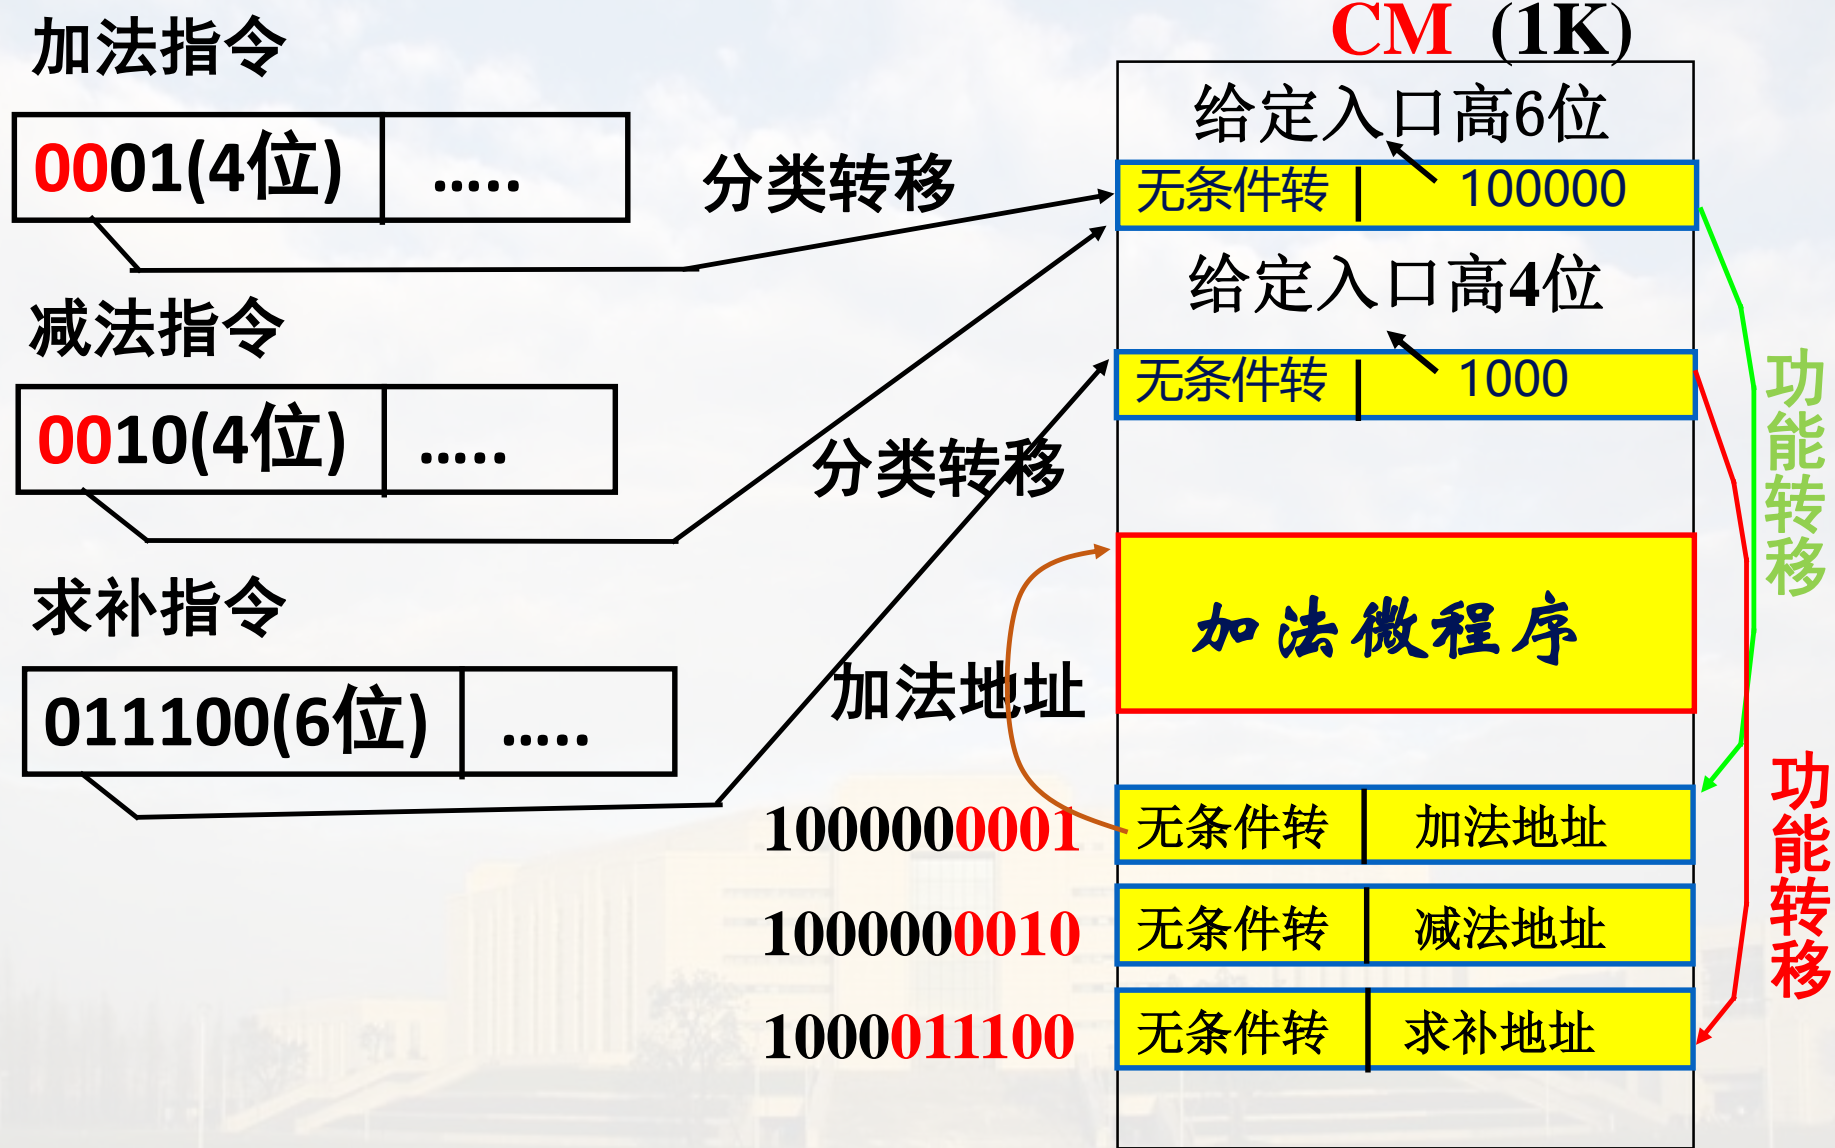 加法指令
0001(4位) .....
减法指令
0010(4位) .....
求补指令
011100(6位) .....
分类转移
分类转移
加法地址
CM (1K)
给定入口高6位
无条件转 100000
给定入口高4位
无条件转 1000
加法微程序
1000000001 无条件转 加法地址
1000000010 无条件转 减法地址
1000011100 无条件转 求补地址
功能转移
功能转移